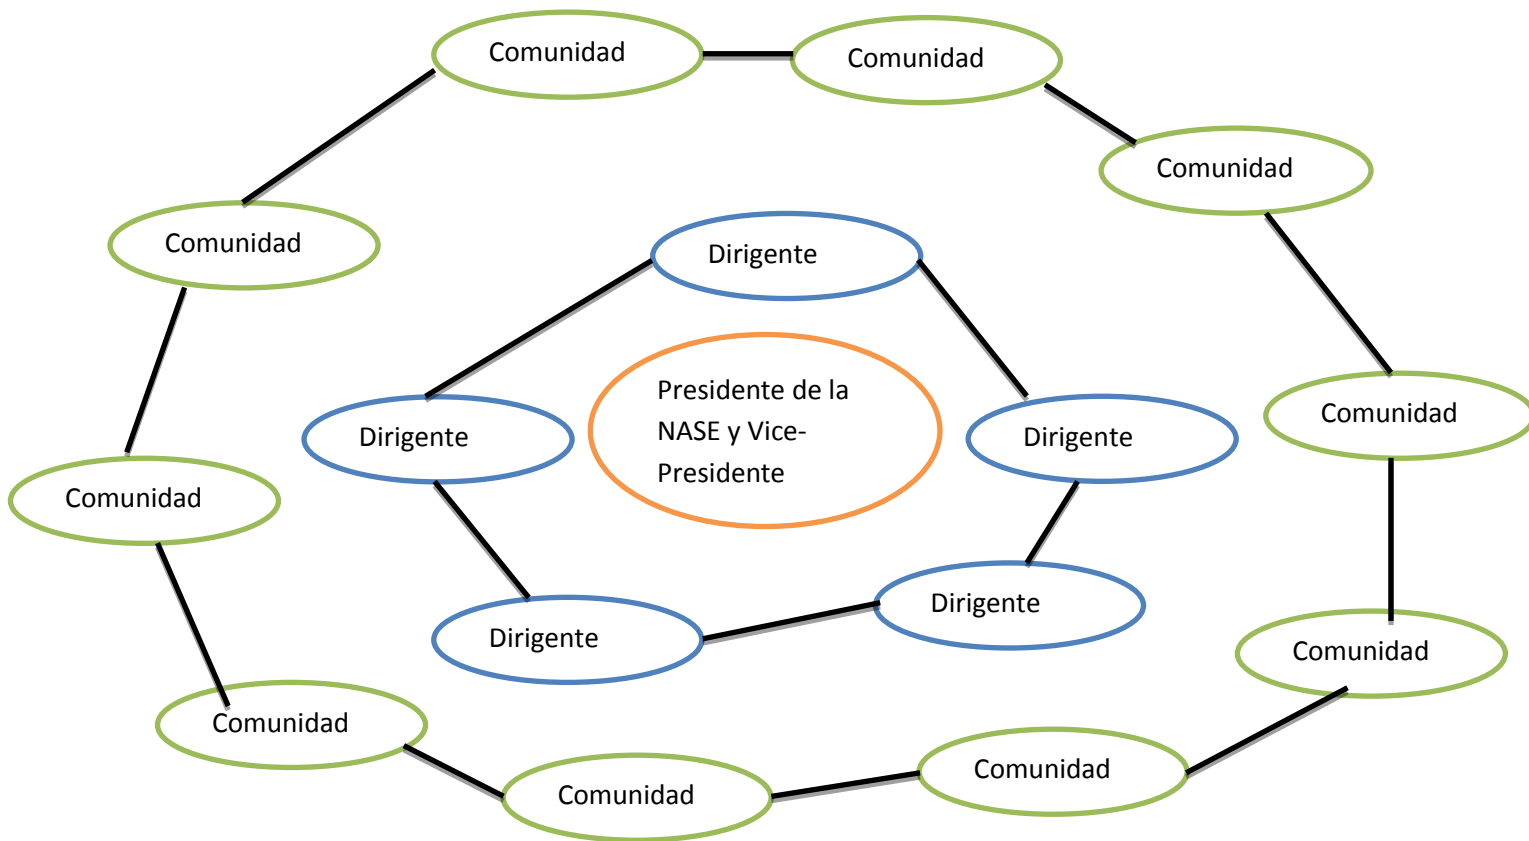 Comunidad
Comunidad
Comunidad
Comunidad
Dirigente
Presidente de la
NASE y Vice-
Presidente
Dirigente
Dirigente
Comunidad
Comunidad
Dirigente
Dirigente
Comunidad
Comunidad
Comunidad
Comunidad